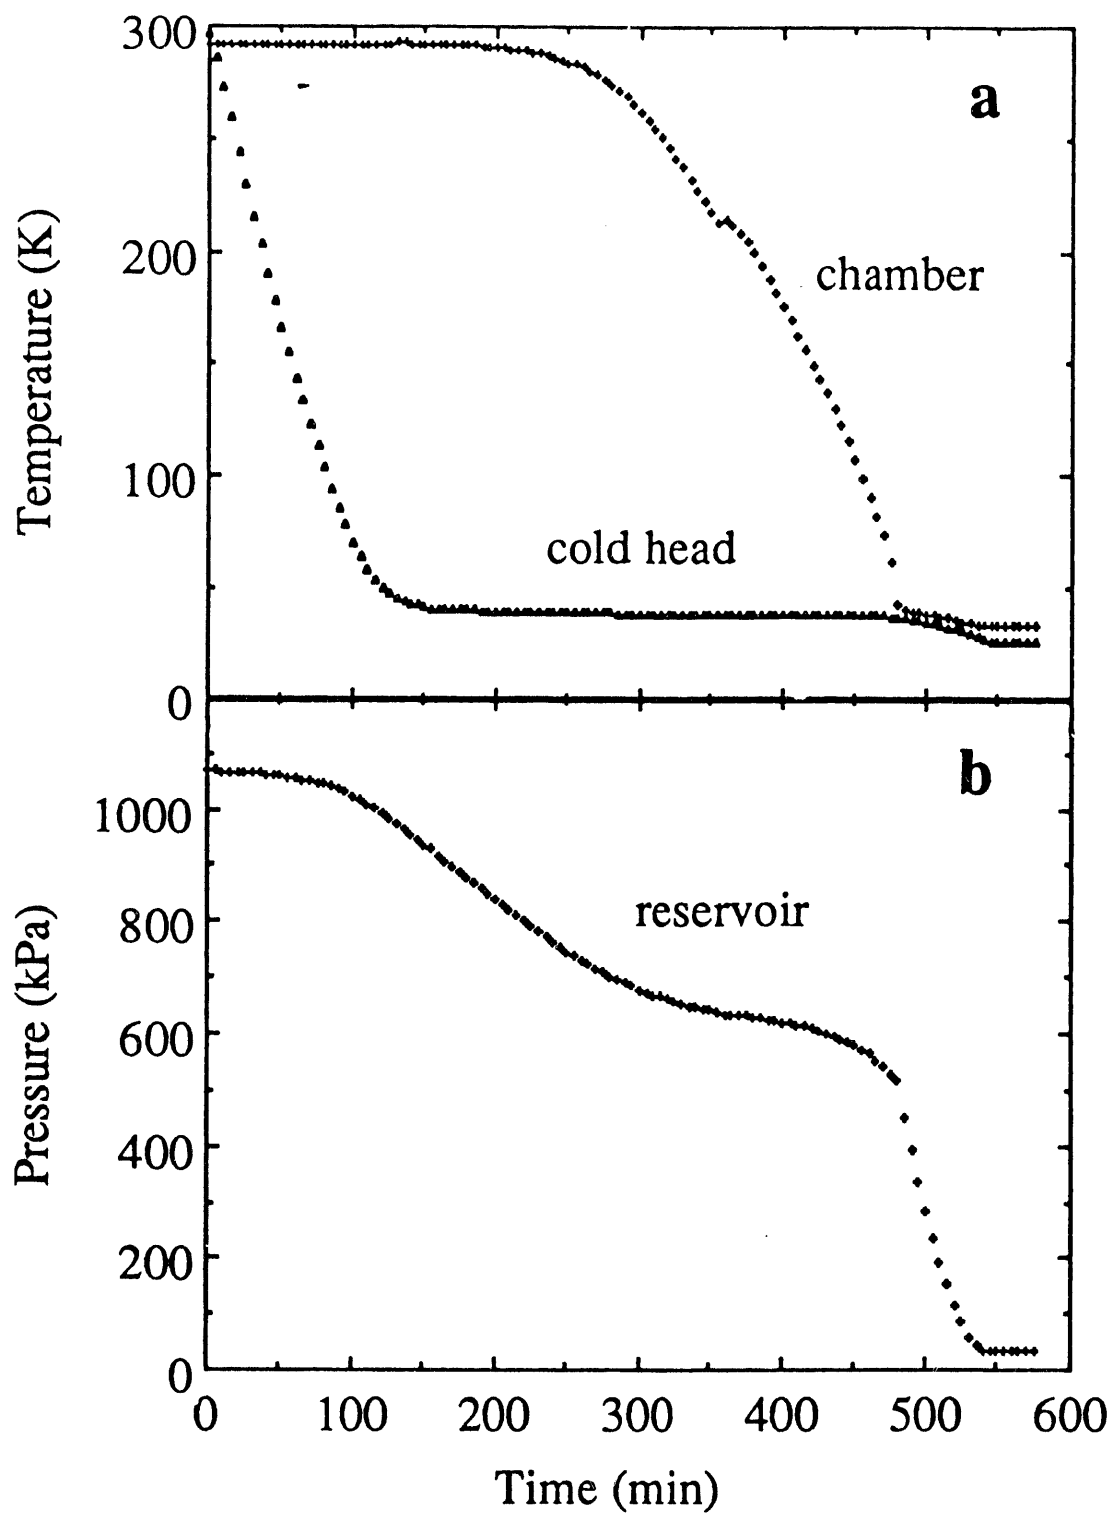 300
200
100
0
Temperature (K)
a
chamber
cold head
b
1000
800
600
400
200
0
Pressure (kPa)
reservoir
0 100 200 300 400 500 600
Time (min)